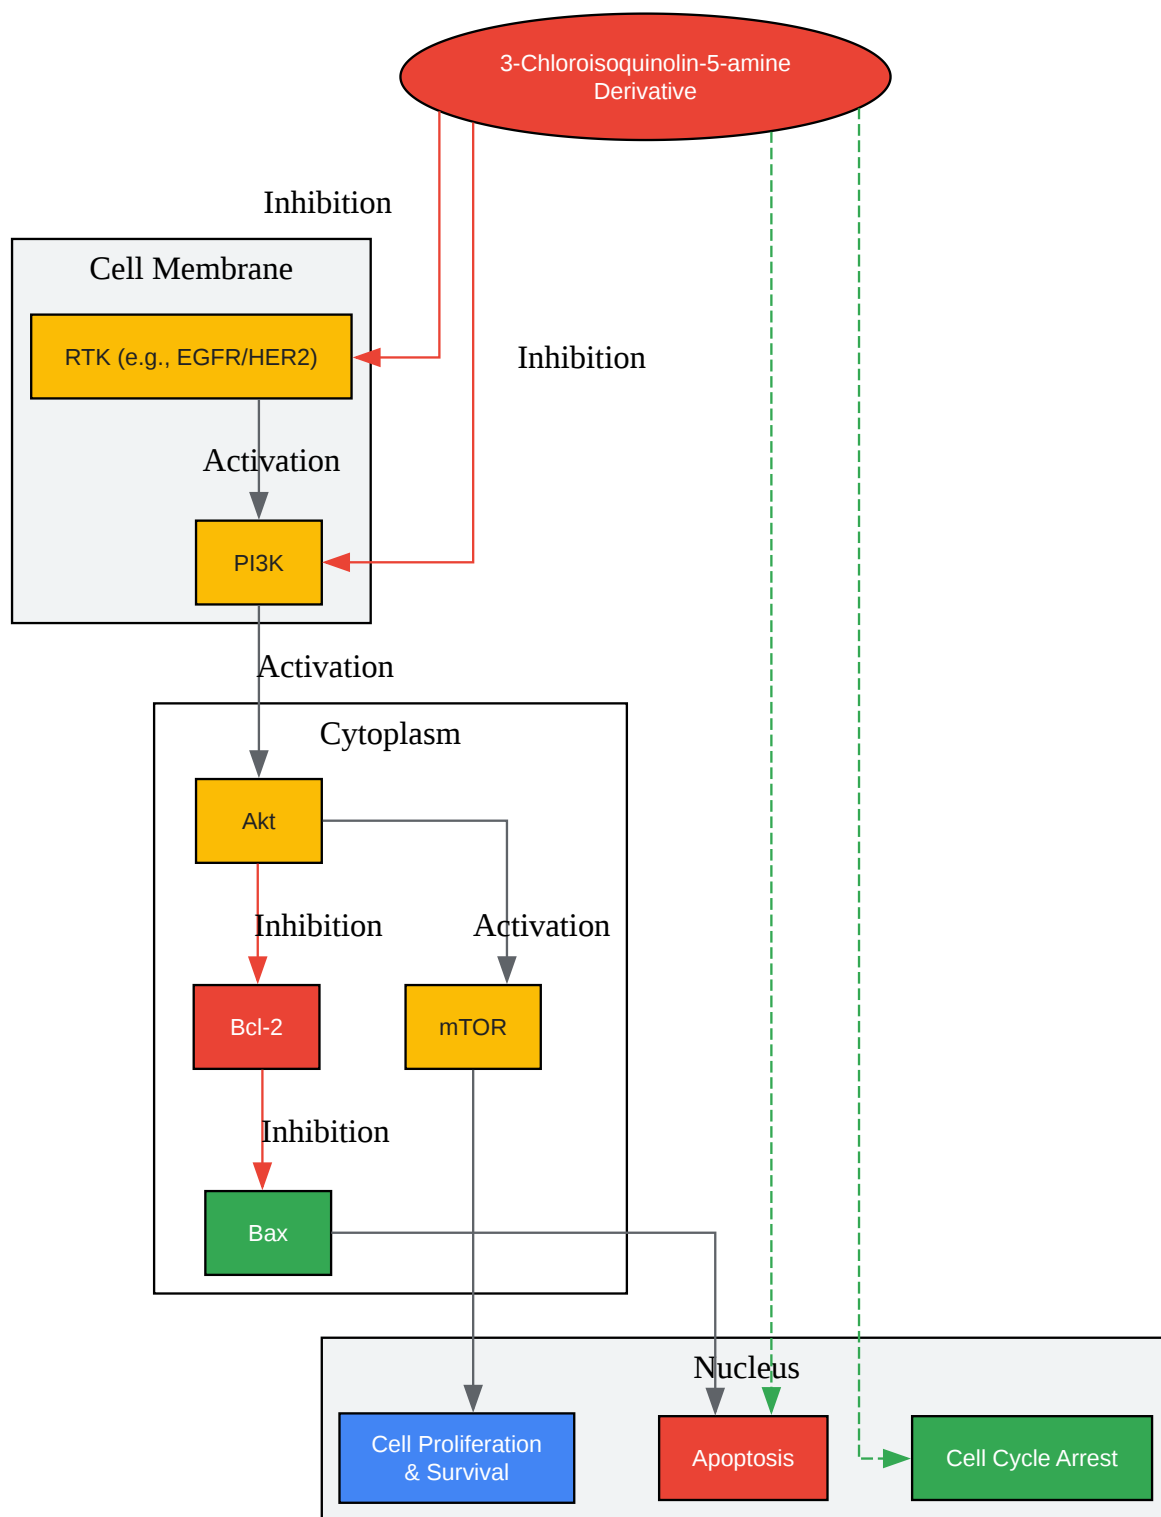 3-Chloroisoquinolin-5-amine
Derivative
Inhibition
Cell Membrane
RTK (e.g., EGFR/HER2)
Inhibition
Activation
PI3K
Activation
Cytoplasm
Akt
Inhibition
Activation
Bcl-2
mTOR
Inhibition
Bax
Nucleus
Cell Proliferation
& Survival
Apoptosis
Cell Cycle Arrest